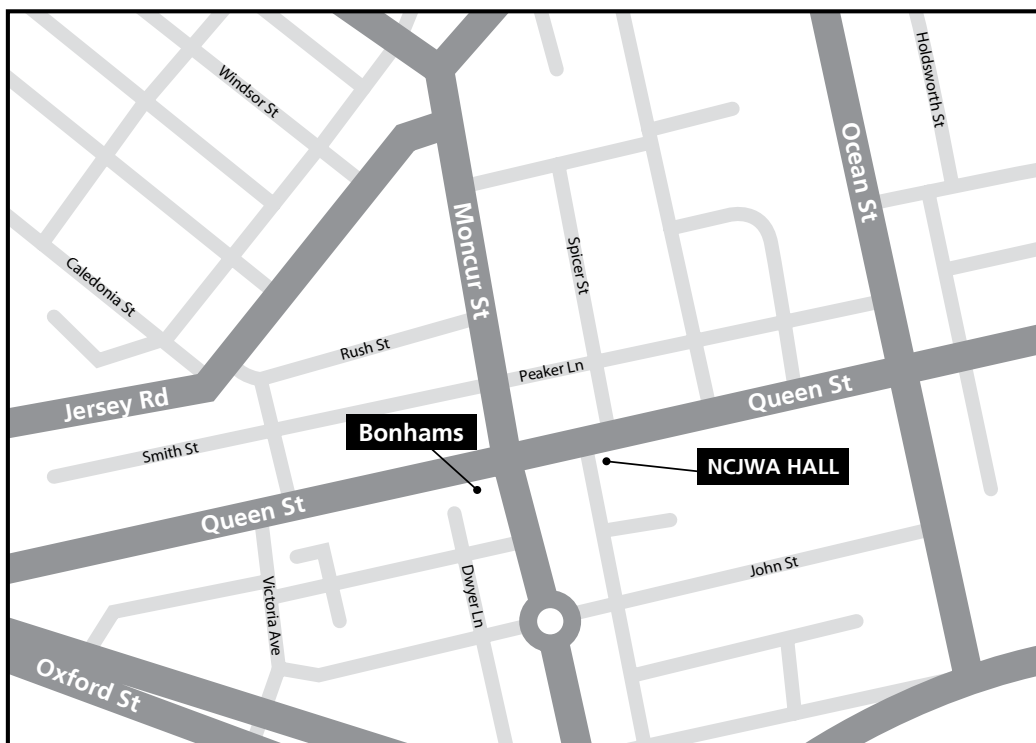 Windsor St
Holdsworth St
Ocean St
Moncur St
Spicer St
Caledonia St
Rush St
Peaker Ln
Jersey Rd
Queen St
Bonhams
Smith St
NCJWA HALL
Queen St
John St
Dwyer Ln
Victoria Ave
Oxford St